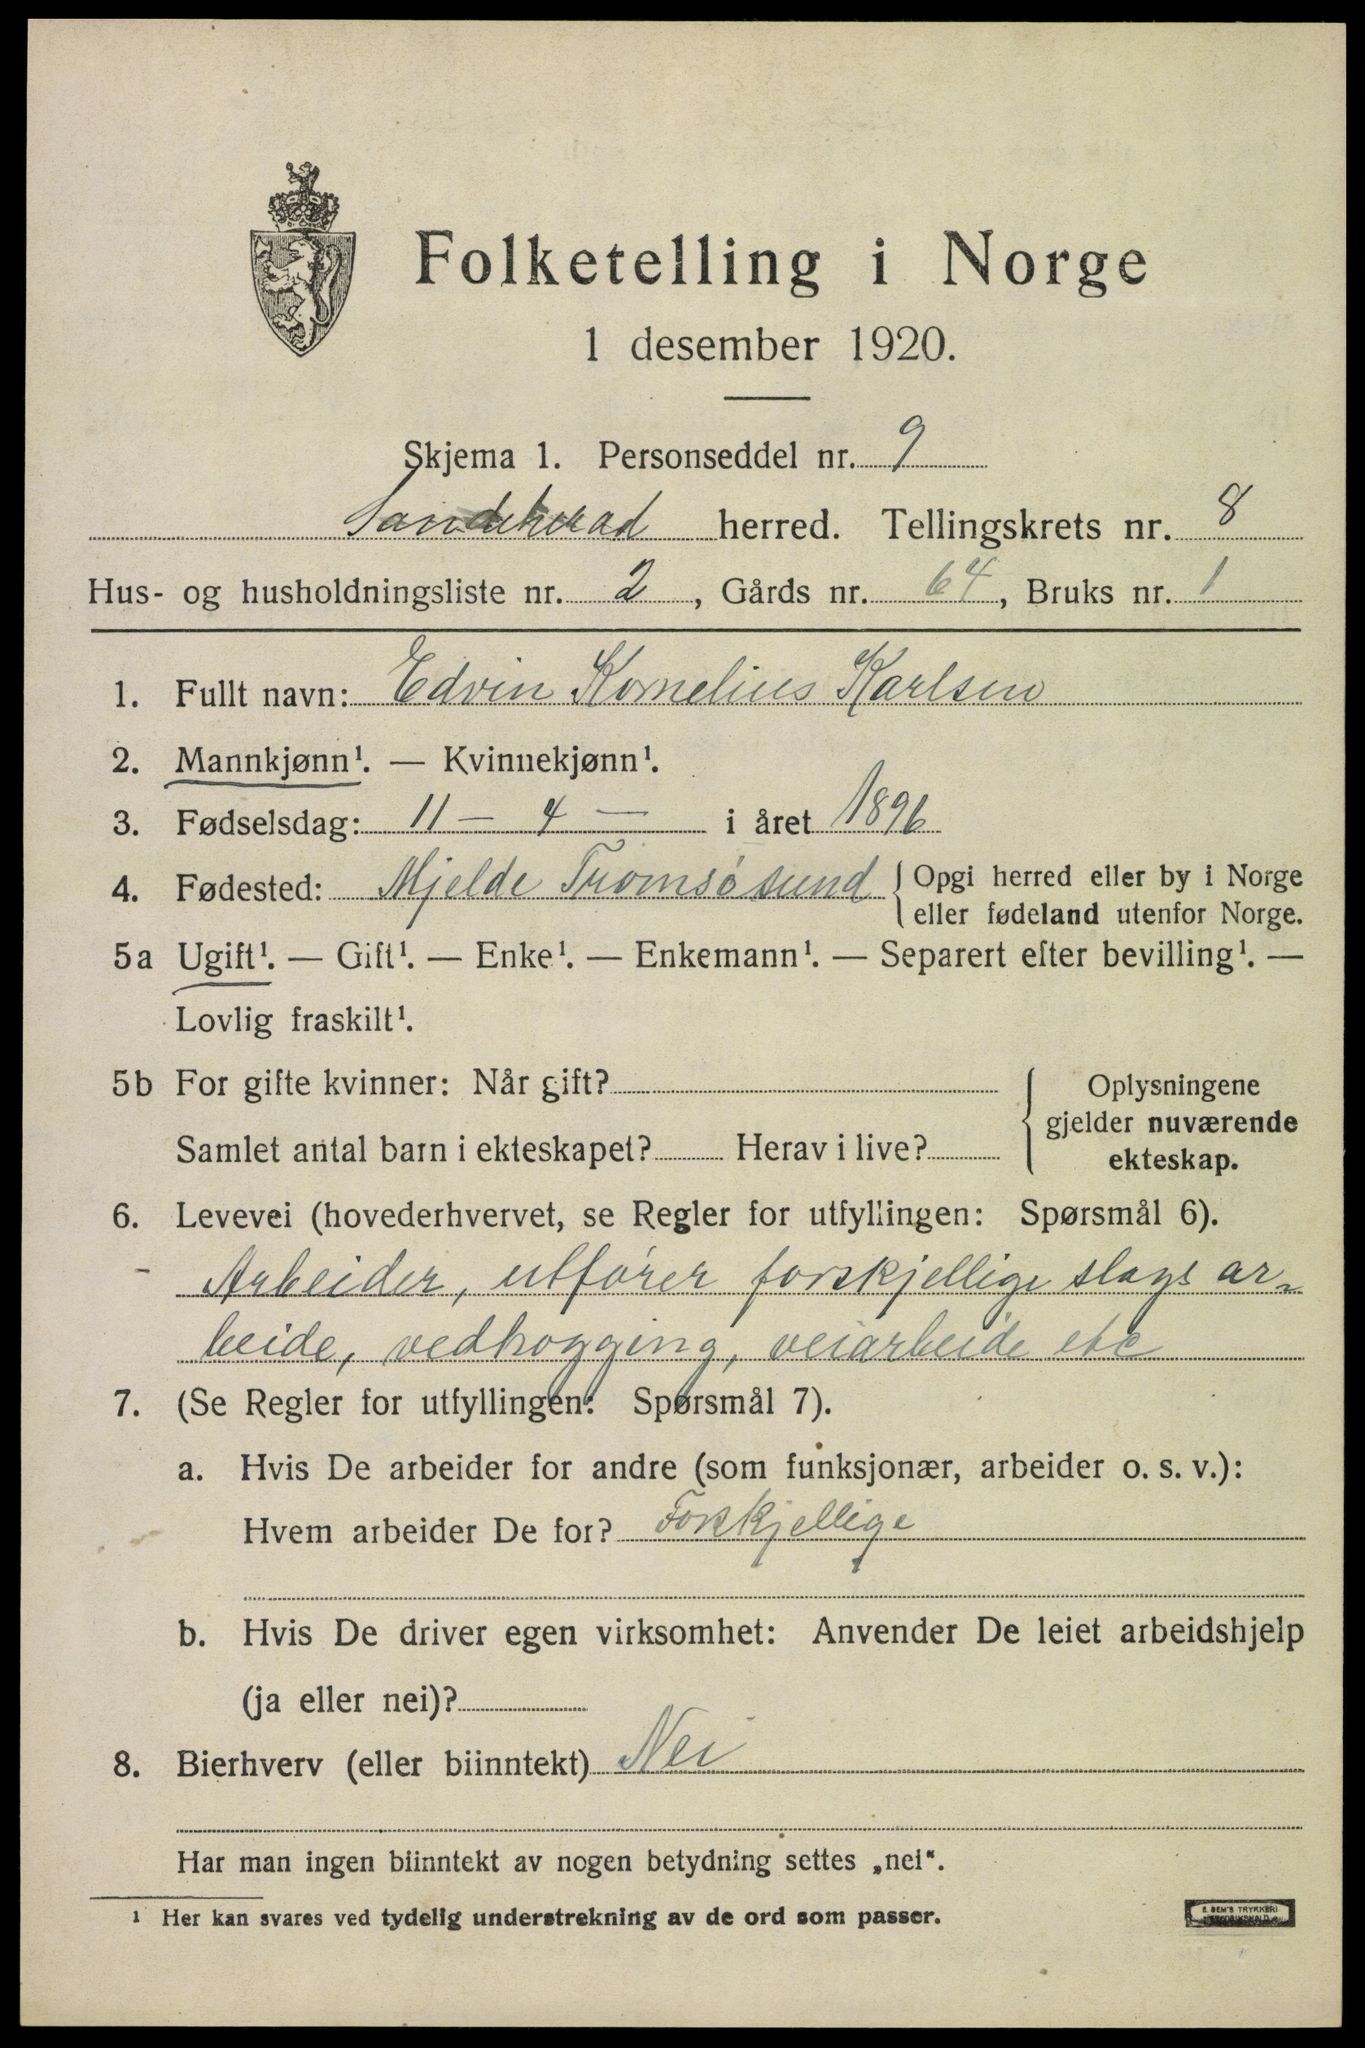 Folketelling i Norge
1 desember 1920.
Skjema 1. Personseddel nr. 9
Sandeherad herred. Tellingskrets nr. 8
Hus- og husholdningsliste nr. 2, Gårds nr. 64, Bruks nr. 1
1. Fullt navn: Edvin Kornelius Karlsen
2. Mannkjønn¹. — Kvinnekjønn¹.
3. Fødselsdag: 11 — 4 — i året 1896
4. Fødested: Mjelde Tromsøsund { Opgi herred eller by i Norge
eller fødeland utenfor Norge.
5a Ugift¹. — Gift¹. — Enke¹. — Enkemann¹. — Separert efter bevilling¹. —
Lovlig fraskilt¹.
5b For gifte kvinner: Når gift?
Samlet antal barn i ekteskapet? Herav i live?
Oplysningene
gjelder nuværende
ekteskap.
6. Levevei (hovederhvervet, se Regler for utfyllingen: Spørsmål 6).
Arbeider, utfører forskjellige slags ar-
beide, vedhogging, veiarbeide etc
7. (Se Regler for utfyllingen: Spørsmål 7).
a. Hvis De arbeider for andre (som funksjonær, arbeider o. s. v.):
Hvem arbeider De for? Forskjellige
b. Hvis De driver egen virksomhet: Anvender De leiet arbeidshjelp
(ja eller nei)?
8. Bierhverv (eller biinntekt) Nei
Har man ingen biinntekt av nogen betydning settes „nei“.
¹ Her kan svares ved tydelig understrekning av de ord som passer.
E. SEM'S TRYKKERI
FREDRIKSHALD